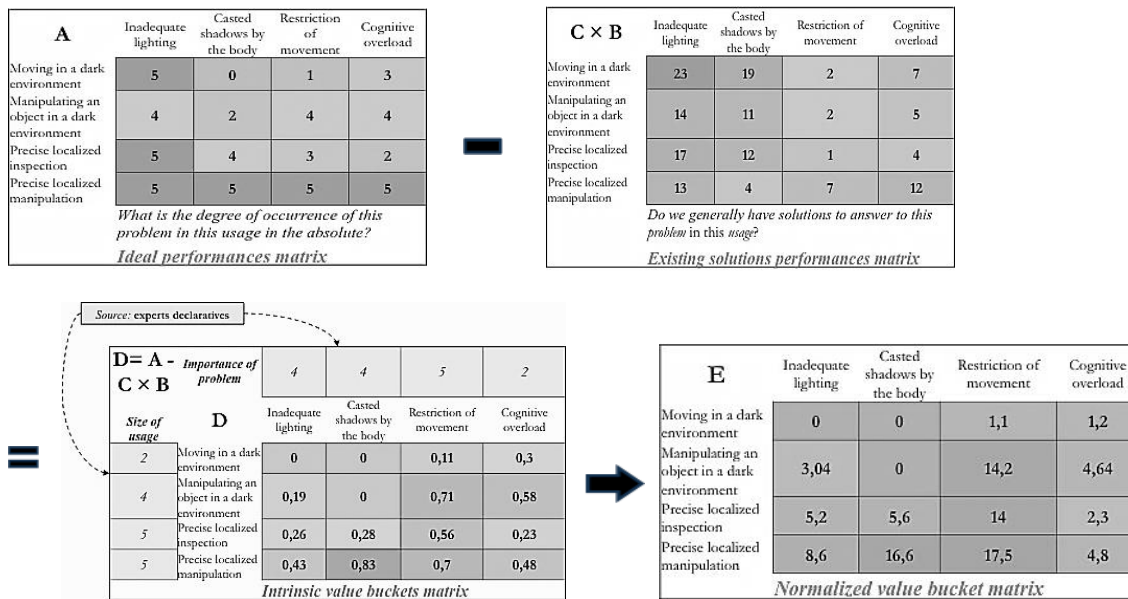 A
Inadequate lighting
Casted shadows by the body
Restriction of movement
Cognitive overload
Moving in a dark environment
5 0 1 3
Manipulating an object in a dark environment
4 2 4 4
Precise localized inspection
5 4 3 2
Precise localized manipulation
5 5 5 5
What is the degree of occurrence of this
problem in this usage in the absolute?
Ideal performances matrix
C × B
Inadequate lighting
Casted shadows by the body
Restriction of movement
Cognitive overload
Moving in a dark environment
23 19 2 7
Manipulating an object in a dark environment
14 11 2 5
Precise localized inspection
17 12 1 4
Precise localized manipulation
13 4 7 12
Do we generally have solutions to answer to this
problem in this usage?
Existing solutions performances matrix
Source: experts declaratives
D= A -
C × B
Importance of problem
4 4 5 2
Size of usage
D
Inadequate lighting
Casted shadows by the body
Restriction of movement
Cognitive overload
2 Moving in a dark environment 0 0 0,11 0,3
4 Manipulating an object in a dark environment 0,19 0 0,71 0,58
5 Precise localized inspection 0,26 0,28 0,56 0,23
5 Precise localized manipulation 0,43 0,83 0,7 0,48
Intrinsic value buckets matrix
E
Inadequate lighting
Casted shadows by the body
Restriction of movement
Cognitive overload
Moving in a dark environment
0 0 1,1 1,2
Manipulating an object in a dark environment
3,04 0 14,2 4,64
Precise localized inspection
5,2 5,6 14 2,3
Precise localized manipulation
8,6 16,6 17,5 4,8
Normalized value bucket matrix